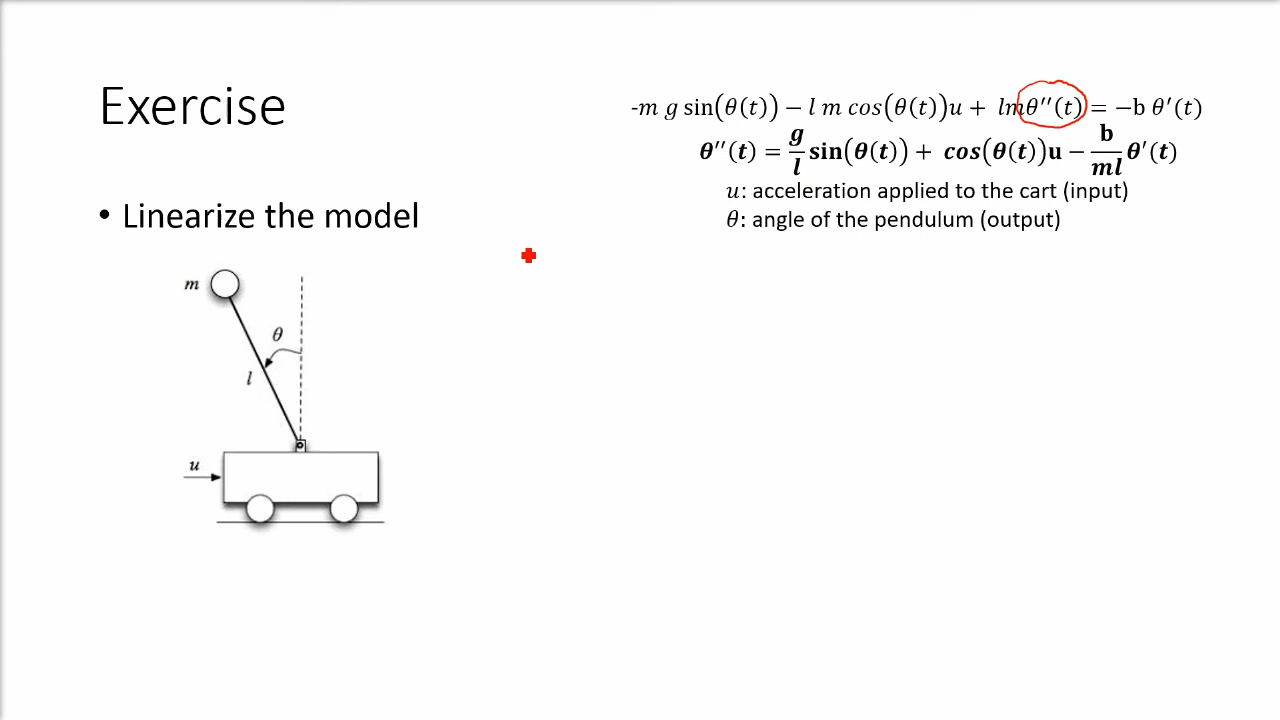 Exercise
-m g sin(θ(t)) − l m cos(θ(t))u + lmθ′′(t) = −b θ′(t)
θ′′(t) = g/l sin(θ(t)) + cos(θ(t))u − b/ml θ′(t)
u: acceleration applied to the cart (input)
θ: angle of the pendulum (output)
• Linearize the model
m
θ
l
u